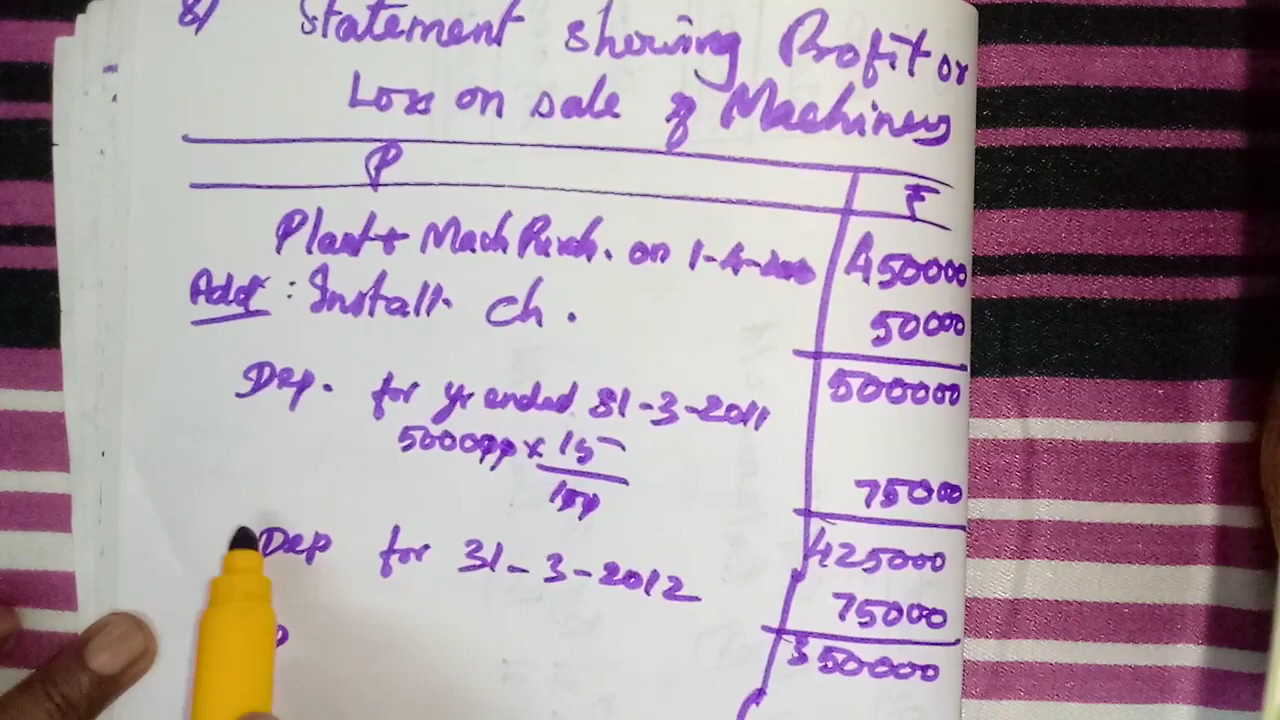 8) Statement showing Profit or
Loss on sale of Machinery
P ₹
Plant + Mach Purch. on 1-4- 450000
Add: Install. ch. 50000
500000
Dep. for yr ended 31-3-2011
500000 x 15
100 75000
425000
Dep for 31-3-2012 75000
350000